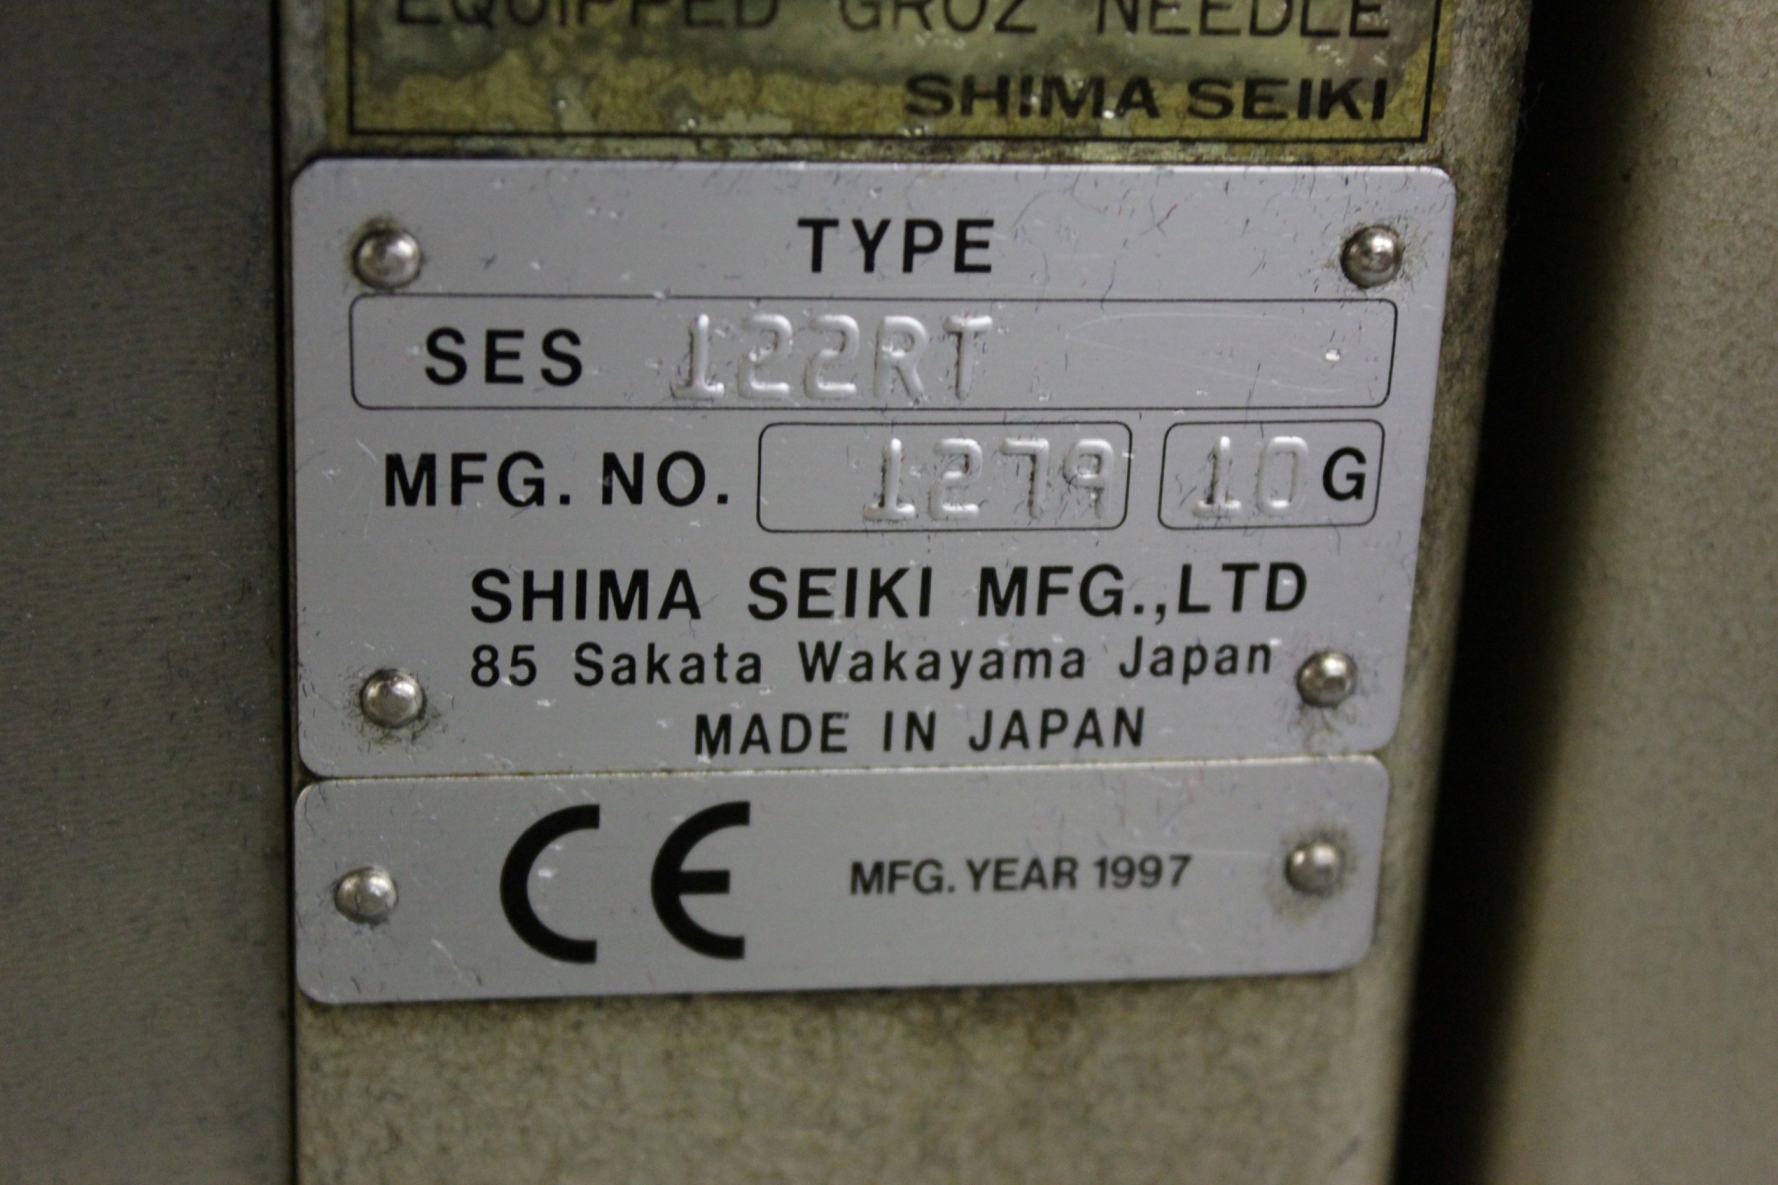 EQUIPPED GROZ NEEDLE
SHIMA SEIKI
TYPE
SES 122RT
MFG. NO. 1279 10 G
SHIMA SEIKI MFG.,LTD
85 Sakata Wakayama Japan
MADE IN JAPAN
CE MFG. YEAR 1997